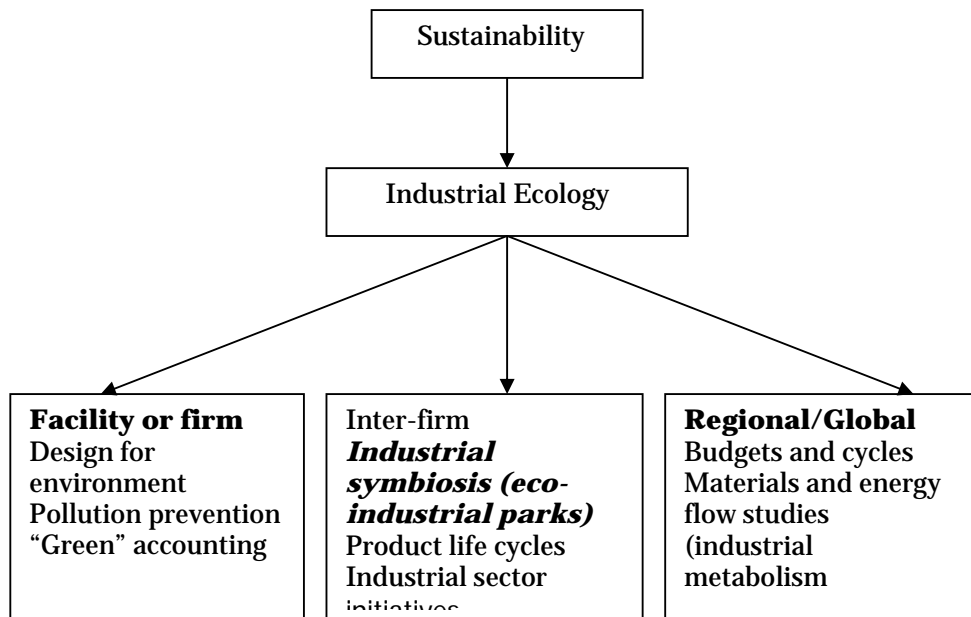 Sustainability
Industrial Ecology
Facility or firm
Design for
environment
Pollution prevention
“Green” accounting
Inter-firm
Industrial
symbiosis (eco-
industrial parks)
Product life cycles
Industrial sector
initiatives
Regional/Global
Budgets and cycles
Materials and energy
flow studies
(industrial
metabolism